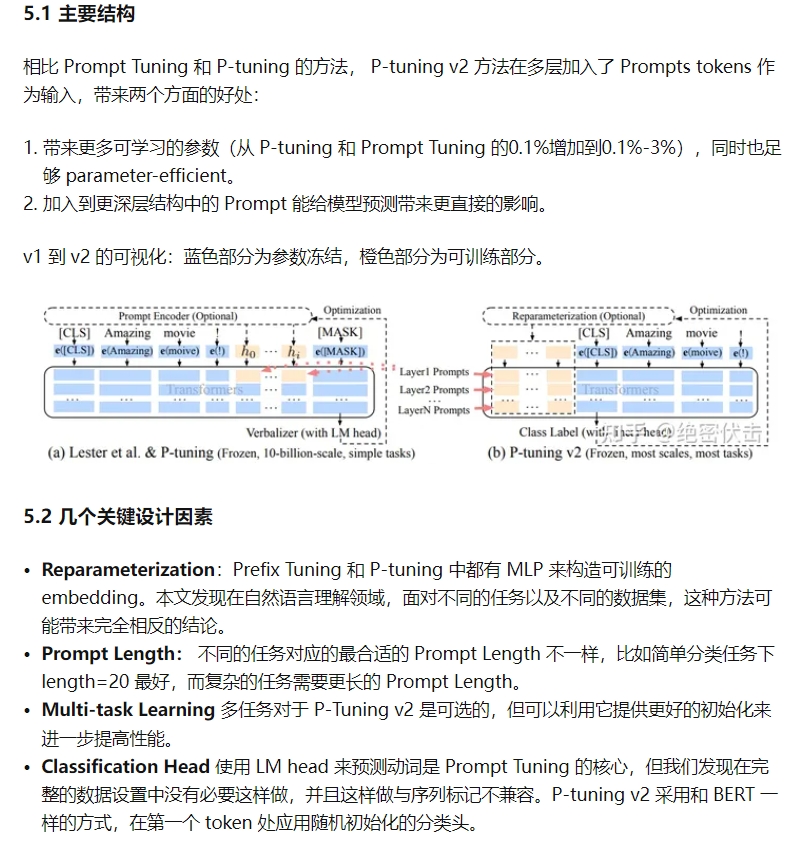 5.1 主要结构
相比 Prompt Tuning 和 P-tuning 的方法， P-tuning v2 方法在多层加入了 Prompts tokens 作
为输入，带来两个方面的好处：
1. 带来更多可学习的参数（从 P-tuning 和 Prompt Tuning 的0.1%增加到0.1%-3%），同时也足
够 parameter-efficient。
2. 加入到更深层结构中的 Prompt 能给模型预测带来更直接的影响。
v1 到 v2 的可视化：蓝色部分为参数冻结，橙色部分为可训练部分。
Prompt Encoder (Optional)
Optimization
[CLS] Amazing movie ! [MASK]
e([CLS]) e(Amazing) e(moive) e(!) h0 ... hi e([MASK])
Transformers
... ... ... ... ... ...
Verbalizer (with LM head)
(a) Lester et al. & P-tuning (Frozen, 10-billion-scale, simple tasks)
Layer1 Prompts
Layer2 Prompts
...
LayerN Prompts
Reparameterization (Optional)
Optimization
[CLS] Amazing movie !
... e([CLS]) e(Amazing) e(moive) e(!)
Transformers
... ... ... ... ... ...
Class Label (with head)
知乎 @绝密伏击
(b) P-tuning v2 (Frozen, most scales, most tasks)
5.2 几个关键设计因素
• Reparameterization：Prefix Tuning 和 P-tuning 中都有 MLP 来构造可训练的
embedding。本文发现在自然语言理解领域，面对不同的任务以及不同的数据集，这种方法可
能带来完全相反的结论。
• Prompt Length： 不同的任务对应的最合适的 Prompt Length 不一样，比如简单分类任务下
length=20 最好，而复杂的任务需要更长的 Prompt Length。
• Multi-task Learning 多任务对于 P-Tuning v2 是可选的，但可以利用它提供更好的初始化来
进一步提高性能。
• Classification Head 使用 LM head 来预测动词是 Prompt Tuning 的核心，但我们发现在完
整的数据设置中没有必要这样做，并且这样做与序列标记不兼容。P-tuning v2 采用和 BERT 一
样的方式，在第一个 token 处应用随机初始化的分类头。